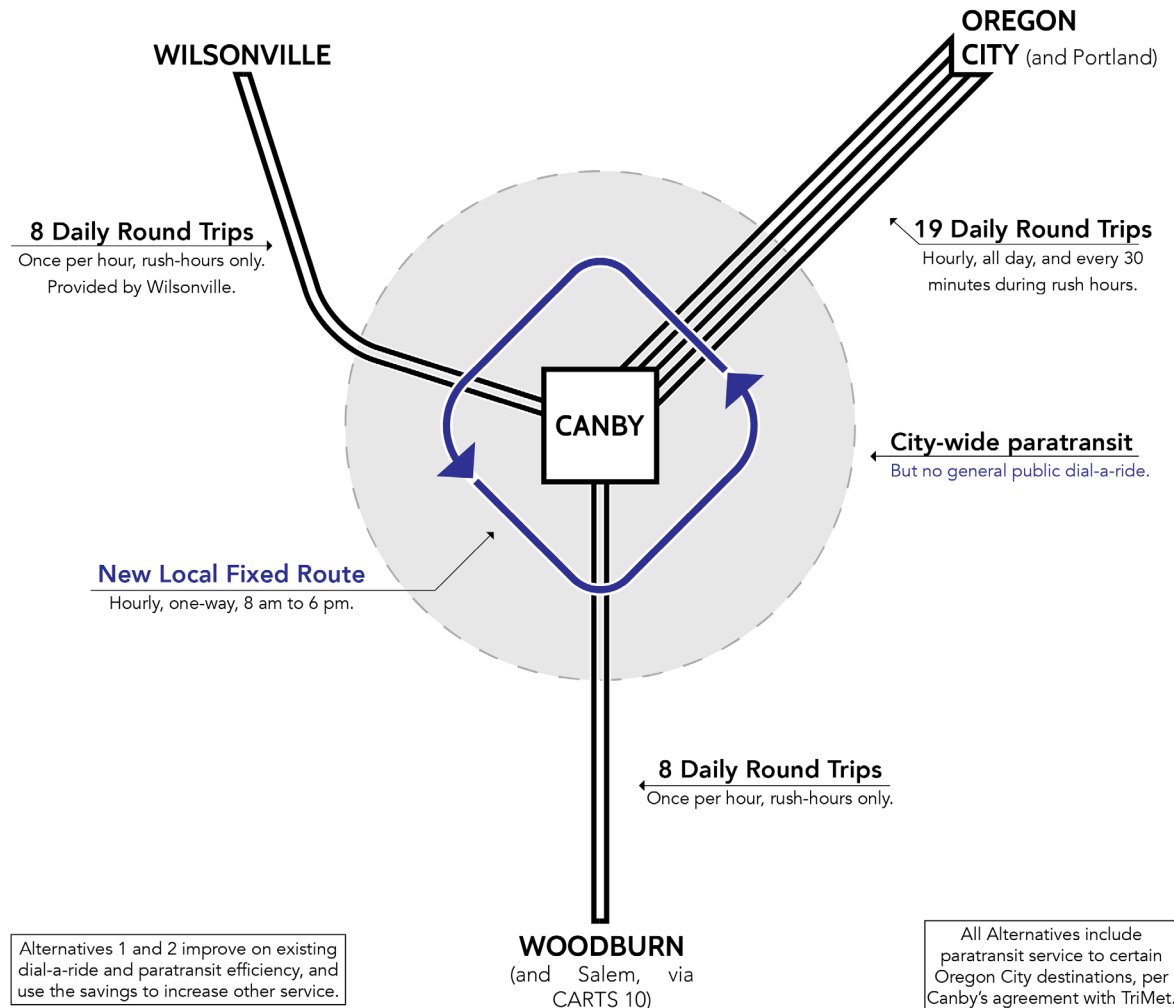 OREGON
CITY (and Portland)
WILSONVILLE
8 Daily Round Trips
Once per hour, rush-hours only.
Provided by Wilsonville.
19 Daily Round Trips
Hourly, all day, and every 30
minutes during rush hours.
CANBY
City-wide paratransit
But no general public dial-a-ride.
New Local Fixed Route
Hourly, one-way, 8 am to 6 pm.
8 Daily Round Trips
Once per hour, rush-hours only.
WOODBURN
(and Salem, via
CARTS 10)
Alternatives 1 and 2 improve on existing
dial-a-ride and paratransit efficiency, and
use the savings to increase other service.
All Alternatives include
paratransit service to certain
Oregon City destinations, per
Canby's agreement with TriMet.